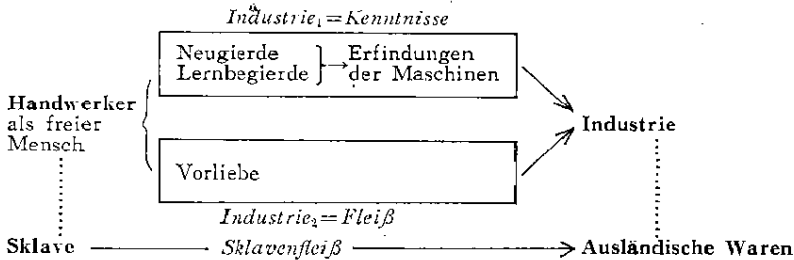 Industrie₁=Kenntnisse
Neugierde
Lernbegierde
Erfindungen
der Maschinen
Handwerker
als freier
Mensch
Industrie
Vorliebe
Industrie₂=Fleiß
Sklave
Sklavenfleiß
Ausländische Waren